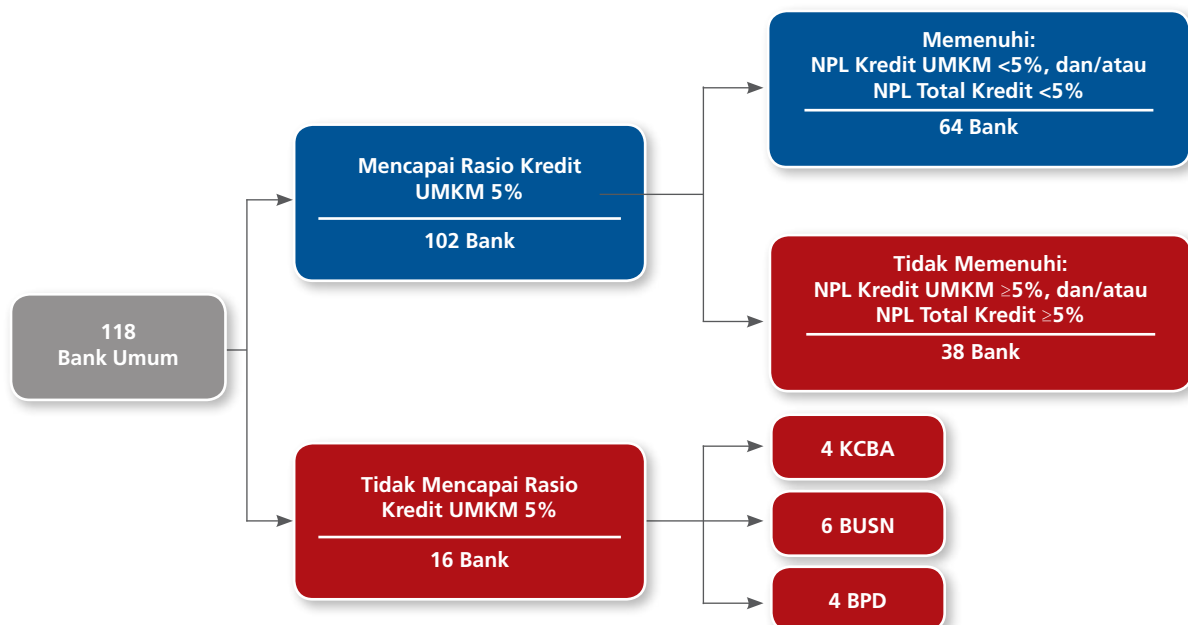 118
Bank Umum
Mencapai Rasio Kredit
UMKM 5%
102 Bank
Memenuhi:
NPL Kredit UMKM <5%, dan/atau
NPL Total Kredit <5%
64 Bank
Tidak Memenuhi:
NPL Kredit UMKM ≥5%, dan/atau
NPL Total Kredit ≥5%
38 Bank
Tidak Mencapai Rasio
Kredit UMKM 5%
16 Bank
4 KCBA
6 BUSN
4 BPD